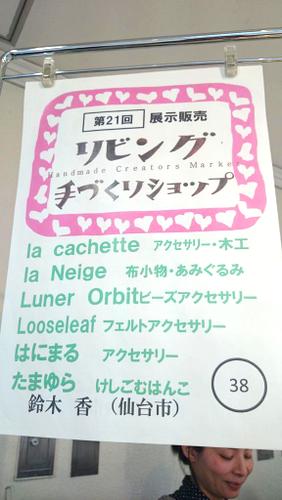 第21回 展示販売
リビング
Handmade Creators Marke
手づくりショップ
la cachette アクセサリー・木工
la Neige 布小物・あみぐるみ
Luner Orbit ビーズアクセサリー
Looseleaf フェルトアクセサリー
はにまる アクセサリー
たまゆら けしごむはんこ
鈴木 香 (仙台市)
38